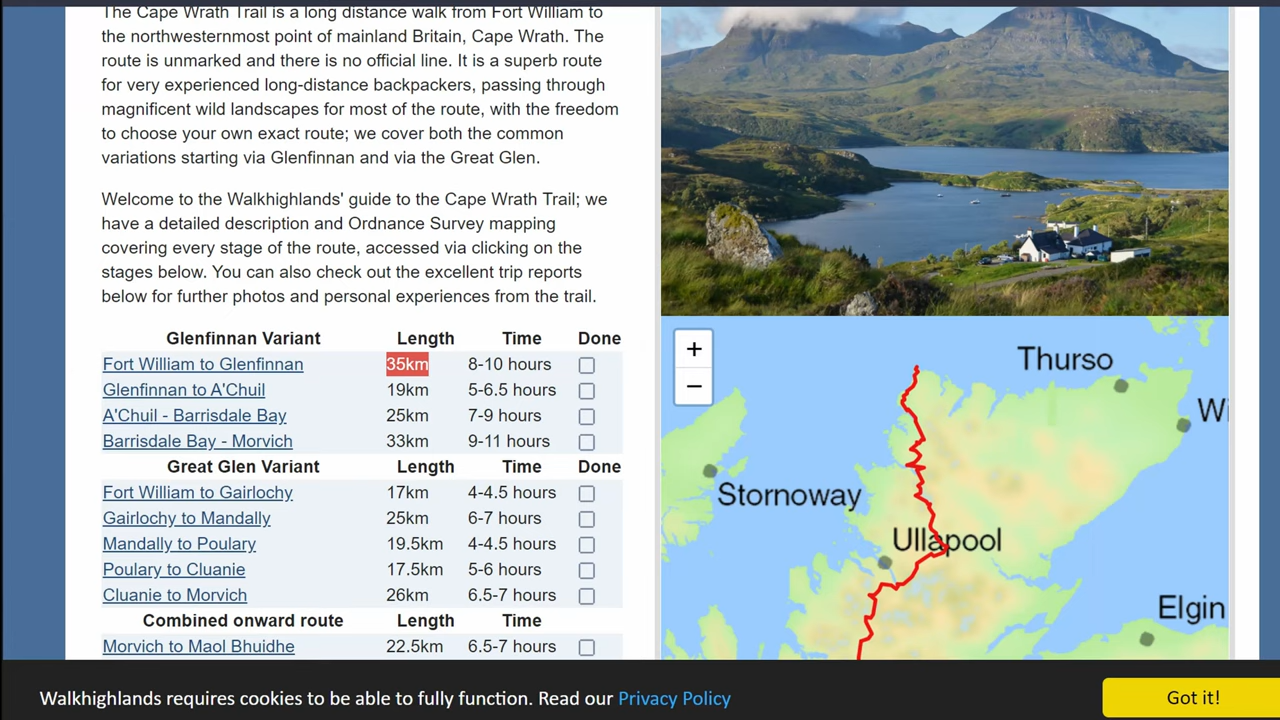 The Cape Wrath Trail is a long distance walk from Fort William to
the northwesternmost point of mainland Britain, Cape Wrath. The
route is unmarked and there is no official line. It is a superb route
for very experienced long-distance backpackers, passing through
magnificent wild landscapes for most of the route, with the freedom
to choose your own exact route; we cover both the common
variations starting via Glenfinnan and via the Great Glen.
Welcome to the Walkhighlands' guide to the Cape Wrath Trail; we
have a detailed description and Ordnance Survey mapping
covering every stage of the route, accessed via clicking on the
stages below. You can also check out the excellent trip reports
below for further photos and personal experiences from the trail.
Glenfinnan Variant Length Time Done
Fort William to Glenfinnan 35km 8-10 hours
Glenfinnan to A'Chuil 19km 5-6.5 hours
A'Chuil - Barrisdale Bay 25km 7-9 hours
Barrisdale Bay - Morvich 33km 9-11 hours
Great Glen Variant Length Time Done
Fort William to Gairlochy 17km 4-4.5 hours
Gairlochy to Mandally 25km 6-7 hours
Mandally to Poulary 19.5km 4-4.5 hours
Poulary to Cluanie 17.5km 5-6 hours
Cluanie to Morvich 26km 6.5-7 hours
Combined onward route Length Time
Morvich to Maol Bhuidhe 22.5km 6.5-7 hours
+
−
Thurso
Wi
Stornoway
Ullapool
Elgin
Walkhighlands requires cookies to be able to fully function. Read our Privacy Policy
Got it!